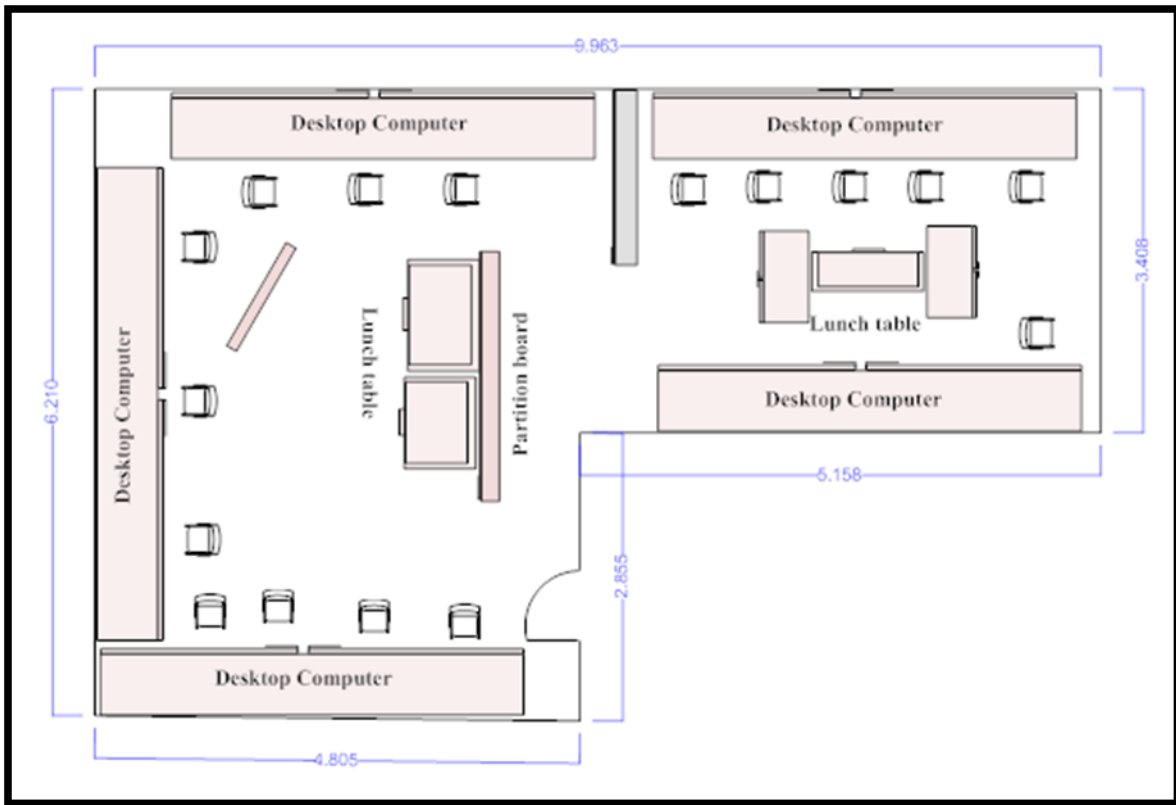 9.963
Desktop Computer
Desktop Computer
3.408
Lunch table
Lunch table
Partition board
Desktop Computer
6.210
Desktop Computer
5.158
2.855
Desktop Computer
4.805